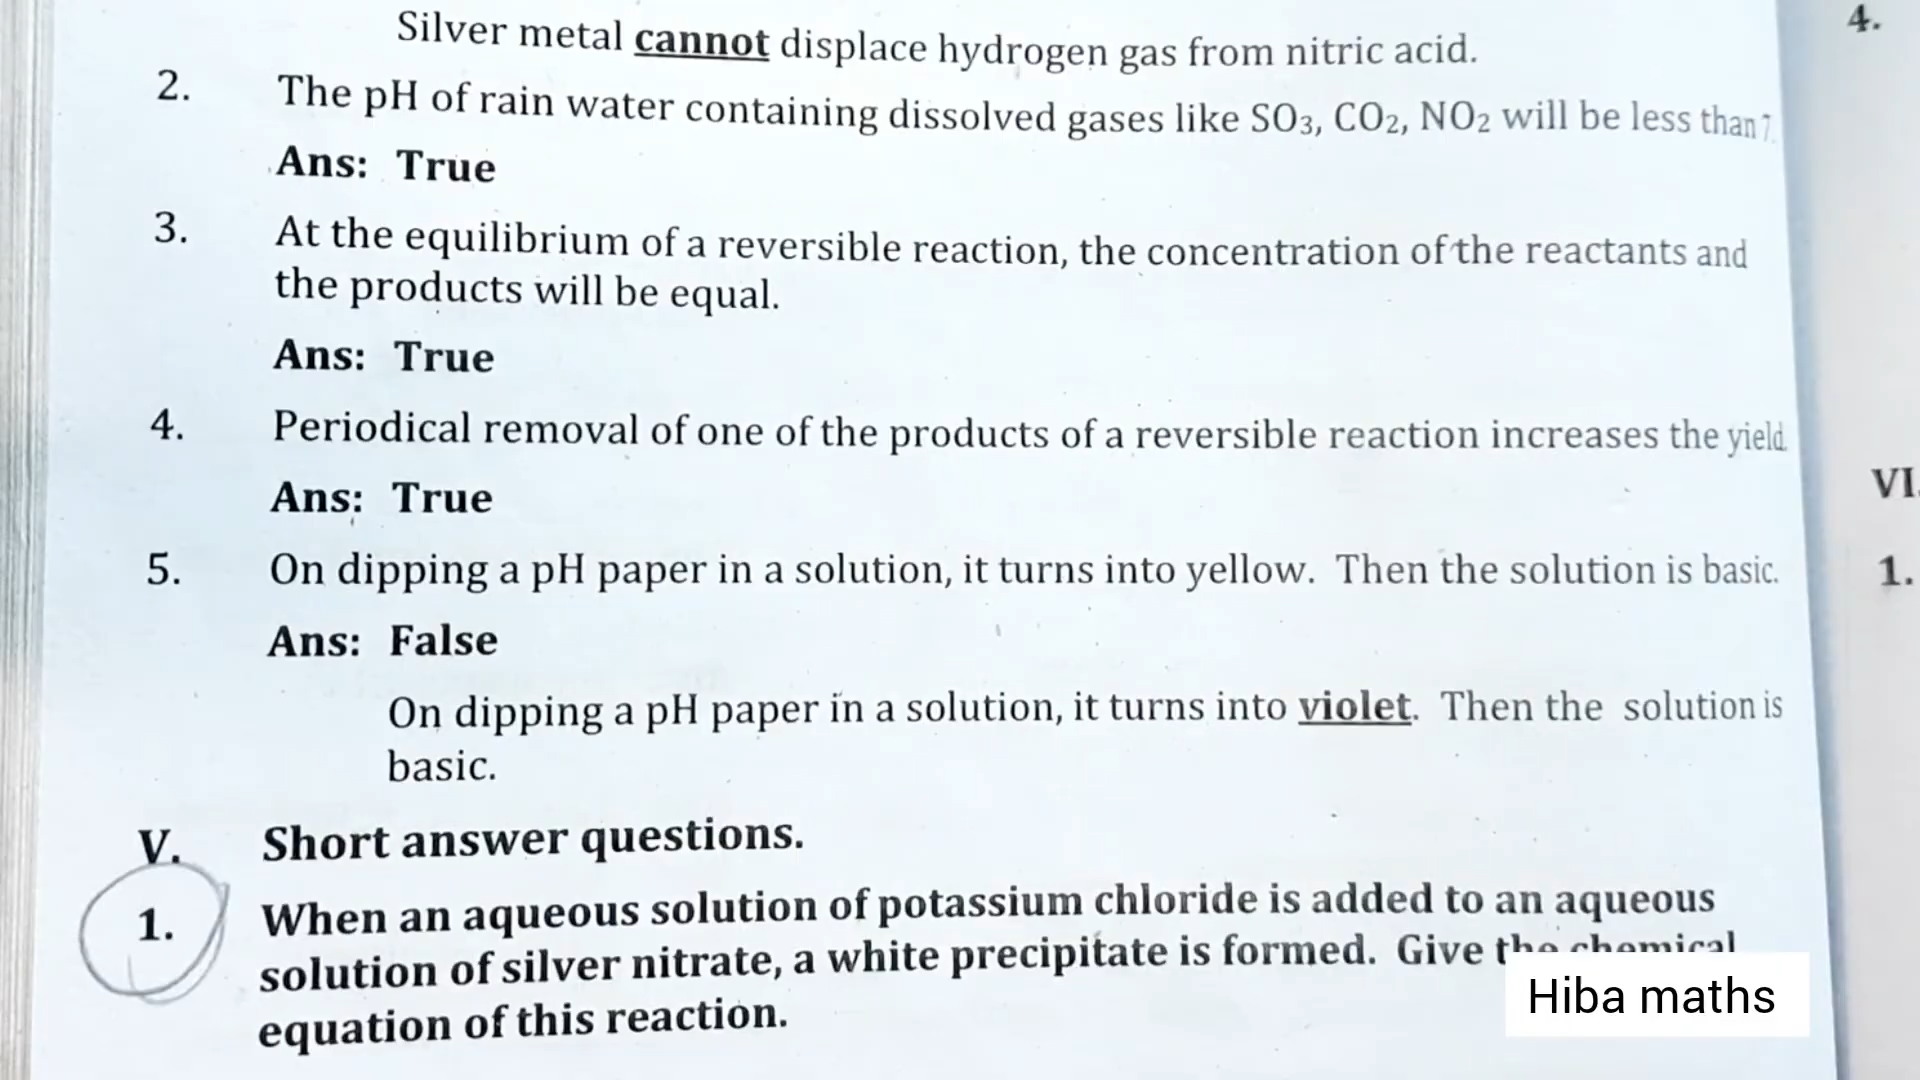 Silver metal cannot displace hydrogen gas from nitric acid.
2. The pH of rain water containing dissolved gases like SO3, CO2, NO2 will be less than 7.
Ans: True
3. At the equilibrium of a reversible reaction, the concentration of the reactants and
the products will be equal.
Ans: True
4. Periodical removal of one of the products of a reversible reaction increases the yield.
Ans: True
5. On dipping a pH paper in a solution, it turns into yellow. Then the solution is basic.
Ans: False
On dipping a pH paper in a solution, it turns into violet. Then the solution is
basic.
V. Short answer questions.
1. When an aqueous solution of potassium chloride is added to an aqueous
solution of silver nitrate, a white precipitate is formed. Give the chemical
equation of this reaction.
4.
VI.
1.
Hiba maths